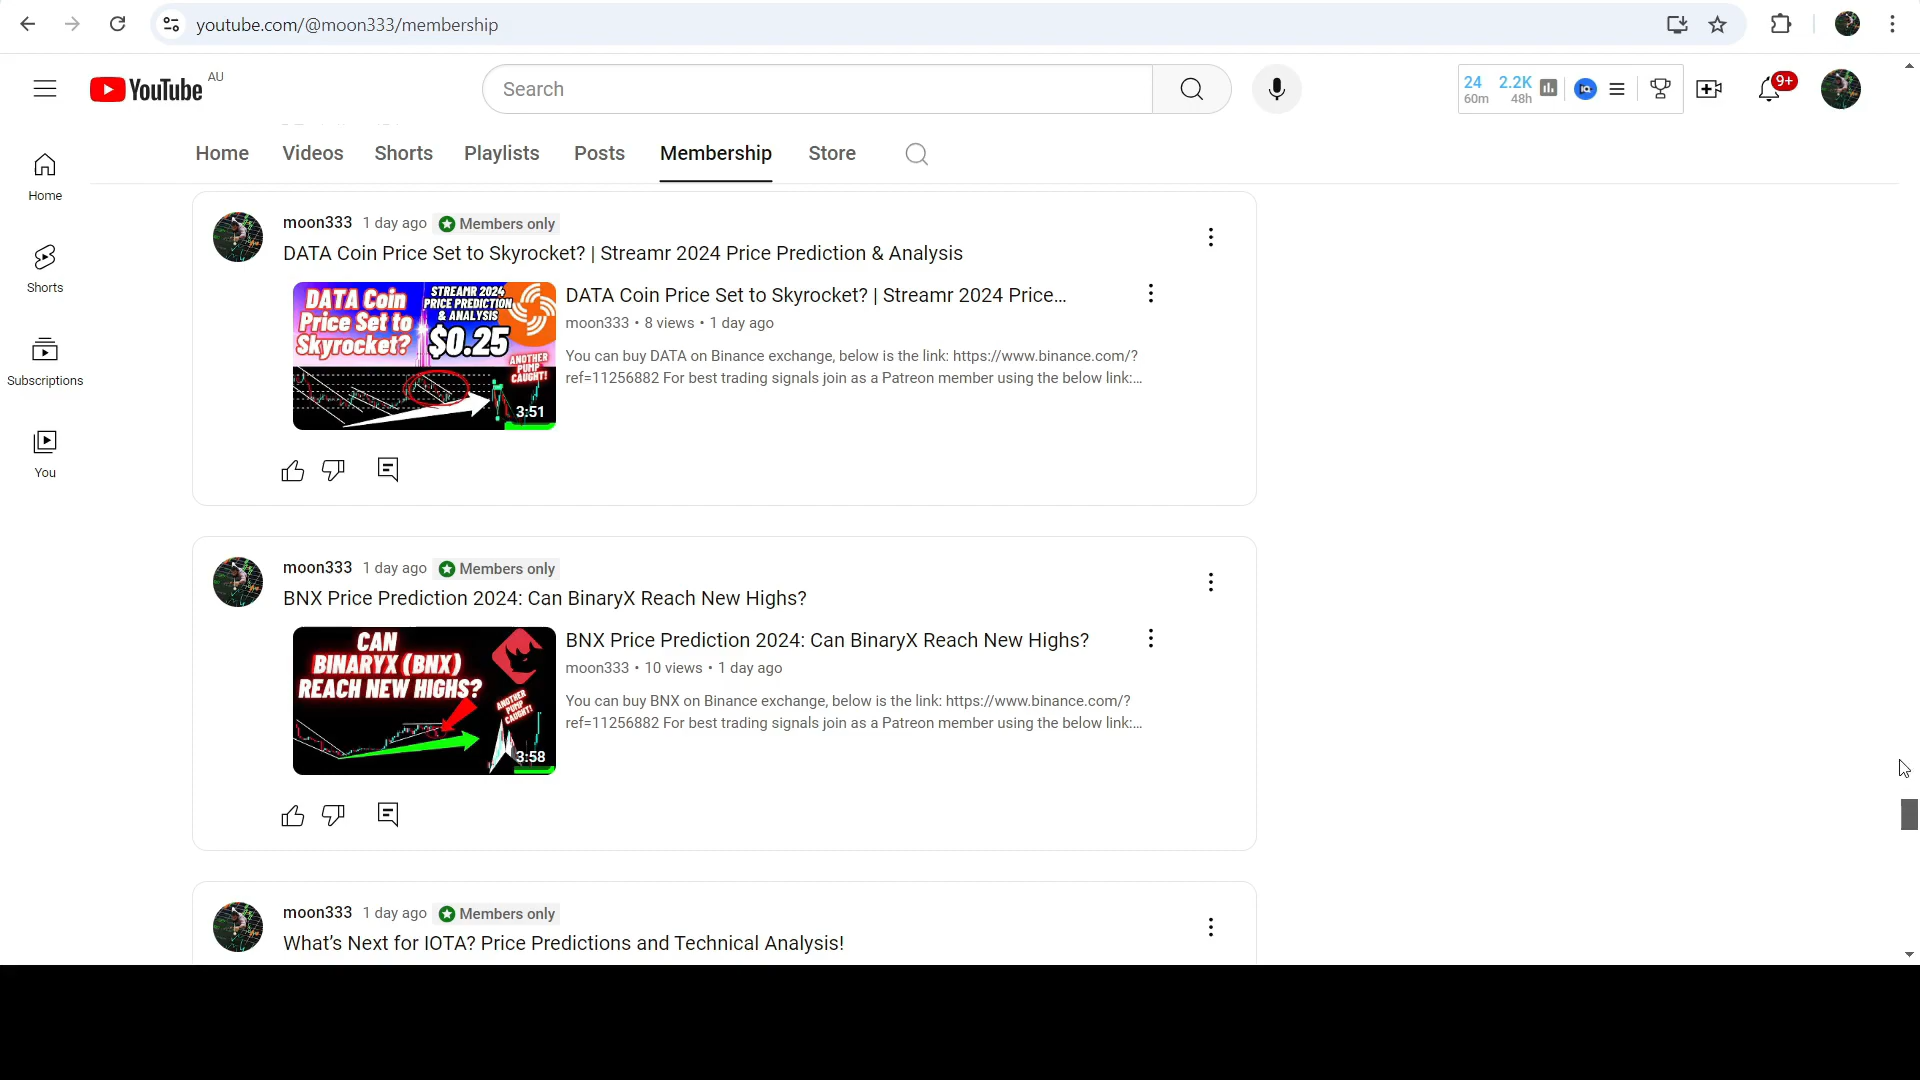 youtube.com/@moon333/membership
YouTube AU
Search
24 2.2K
60m 48h
9+
Home Videos Shorts Playlists Posts Membership Store
Home
Shorts
Subscriptions
You
moon333 1 day ago Members only
DATA Coin Price Set to Skyrocket? | Streamr 2024 Price Prediction & Analysis
DATA Coin
Price Set to
Skyrocket?
STREAMR 2024
PRICE PREDICTION
& ANALYSIS
$0.25
ANOTHER
PUMP
CAUGHT!
3:51
DATA Coin Price Set to Skyrocket? | Streamr 2024 Price...
moon333 • 8 views • 1 day ago
You can buy DATA on Binance exchange, below is the link: https://www.binance.com/?
ref=11256882 For best trading signals join as a Patreon member using the below link:...
moon333 1 day ago Members only
BNX Price Prediction 2024: Can BinaryX Reach New Highs?
CAN
BINARYX (BNX)
REACH NEW HIGHS?
ANOTHER
PUMP
CAUGHT!
3:58
BNX Price Prediction 2024: Can BinaryX Reach New Highs?
moon333 • 10 views • 1 day ago
You can buy BNX on Binance exchange, below is the link: https://www.binance.com/?
ref=11256882 For best trading signals join as a Patreon member using the below link:...
moon333 1 day ago Members only
What's Next for IOTA? Price Predictions and Technical Analysis!